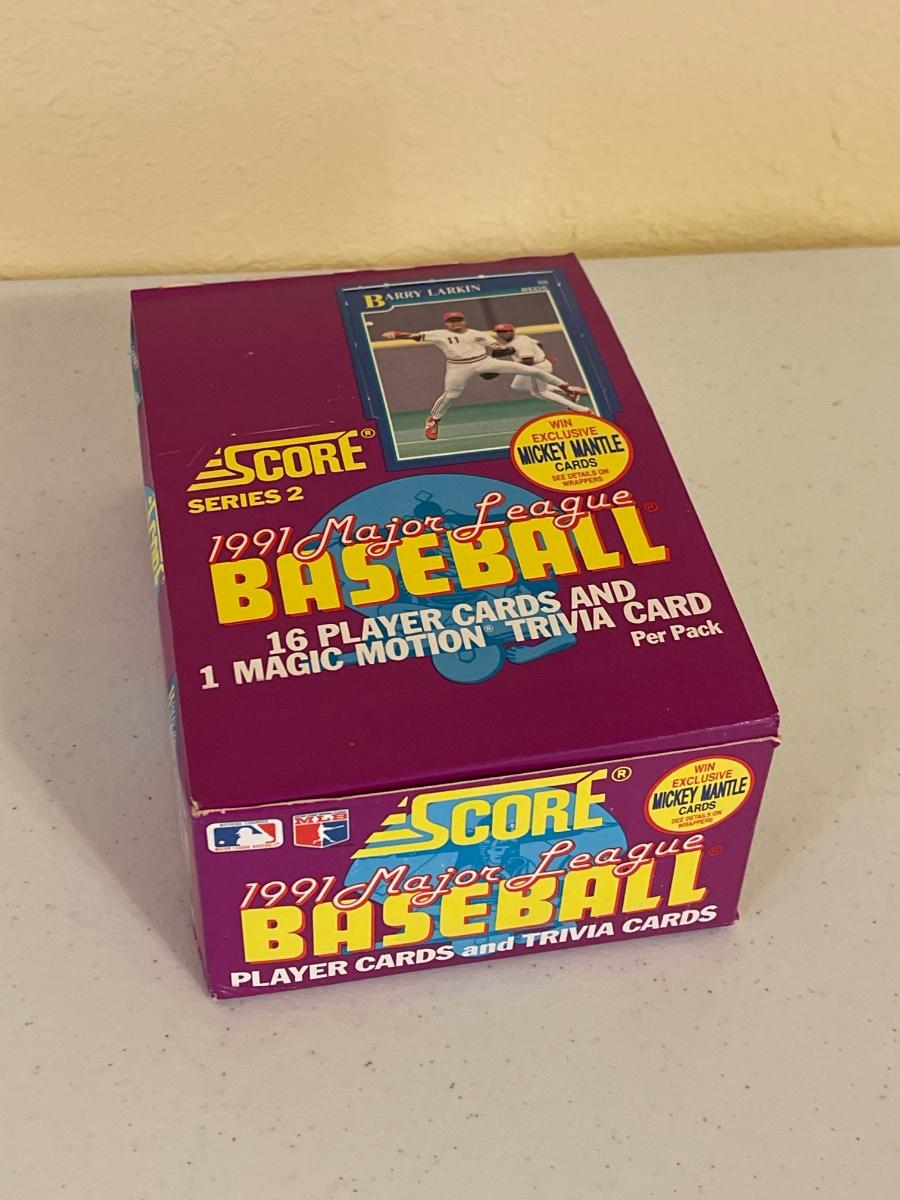 BARRY LARKIN
SS
REDS
11
SCORE®
SERIES 2
WIN
EXCLUSIVE
MICKEY MANTLE
CARDS
SEE DETAILS ON
WRAPPERS
1991 Major League
BASEBALL®
16 PLAYER CARDS AND
1 MAGIC MOTION® TRIVIA CARD
Per Pack
SCORE®
WIN
EXCLUSIVE
MICKEY MANTLE
CARDS
SEE DETAILS ON
WRAPPERS
MLB
1991 Major League
BASEBALL®
PLAYER CARDS and TRIVIA CARDS